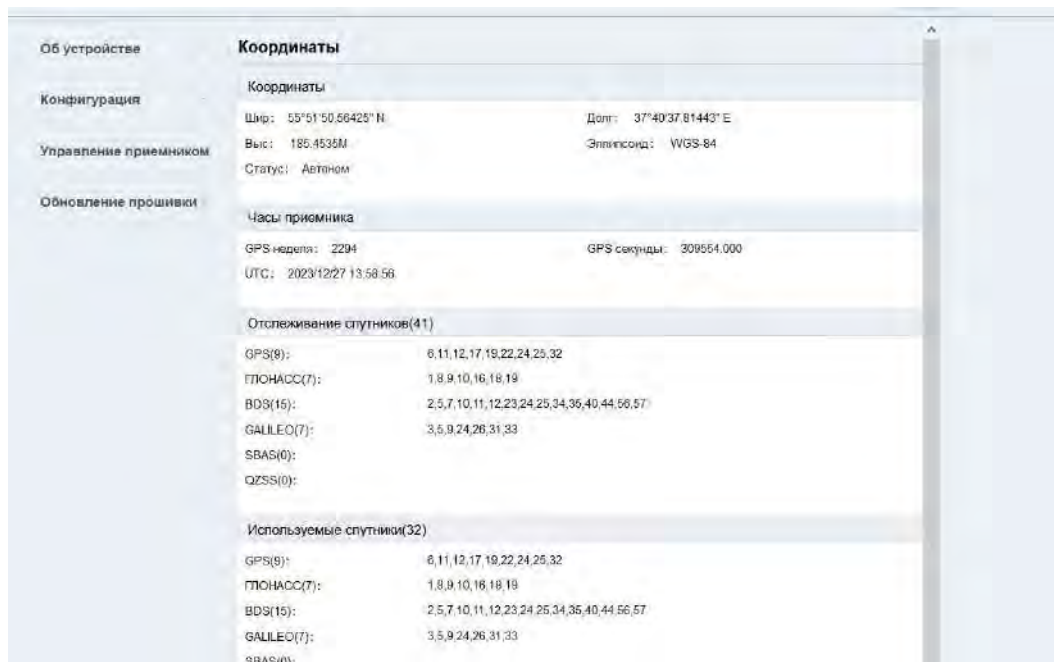 Об устройстве
Конфигурация
Управление приемником
Обновление прошивки
Координаты
Координаты
Шир: 55°51'50.56425" N Долг: 37°40'37.81443" E
Выс: 185.4535M Эллипсоид: WGS-84
Статус: Автоном
Часы приемника
GPS неделя: 2294 GPS секунды: 309554.000
UTC: 2023/12/27 13:58:56
Отслеживание спутников(41)
GPS(9): 6,11,12,17,19,22,24,25,32
ГЛОНАСС(7): 1,8,9,10,16,18,19
BDS(15): 2,5,7,10,11,12,23,24,25,34,35,40,44,56,57
GALILEO(7): 3,5,9,24,26,31,33
SBAS(0):
QZSS(0):
Используемые спутники(32)
GPS(9): 6,11,12,17,19,22,24,25,32
ГЛОНАСС(7): 1,8,9,10,16,18,19
BDS(15): 2,5,7,10,11,12,23,24,25,34,35,40,44,56,57
GALILEO(7): 3,5,9,24,26,31,33
SBAS(0):